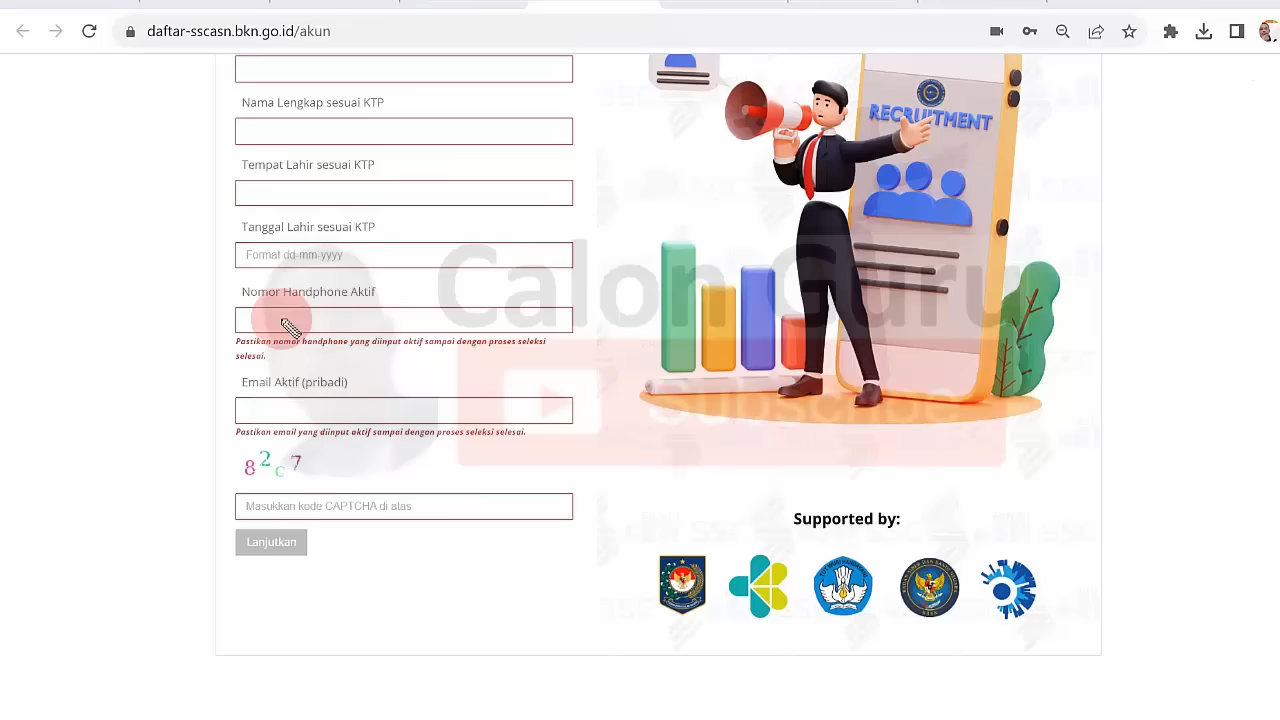 daftar-sscasn.bkn.go.id/akun
Nama Lengkap sesuai KTP
Tempat Lahir sesuai KTP
Tanggal Lahir sesuai KTP
Format dd-mm-yyyy
Nomor Handphone Aktif
Pastikan nomor handphone yang diinput aktif sampai dengan proses seleksi
selesai.
Email Aktif (pribadi)
Pastikan email yang diinput aktif sampai dengan proses seleksi selesai.
8 2 c 7
Masukkan kode CAPTCHA di atas
Lanjutkan
RECRUITMENT
Calon Guru
Subscribe
Supported by: